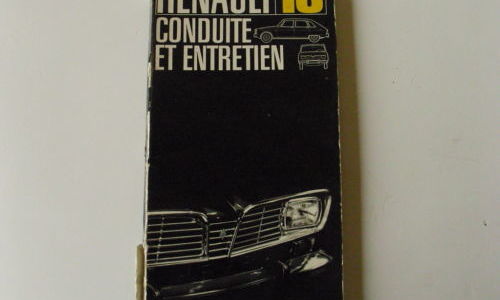 RENAULT 16
CONDUITE
ET ENTRETIEN